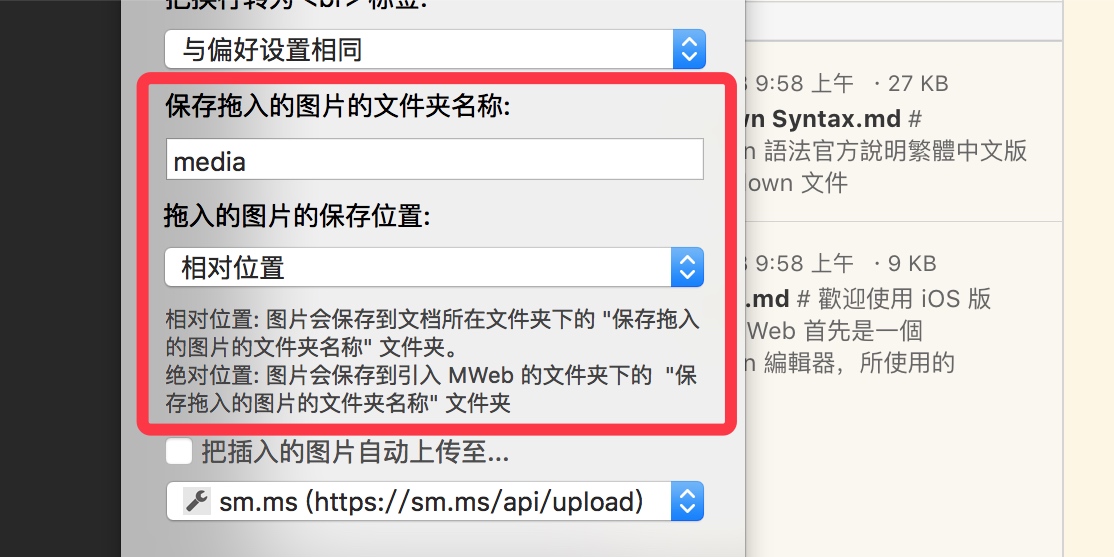 把换行转为 <br> 标签:
与偏好设置相同
保存拖入的图片的文件夹名称:
media
拖入的图片的保存位置:
相对位置
相对位置: 图片会保存到文档所在文件夹下的 "保存拖入
的图片的文件夹名称" 文件夹。
绝对位置: 图片会保存到引入 MWeb 的文件夹下的 "保
存拖入的图片的文件夹名称" 文件夹
把插入的图片自动上传至...
sm.ms (https://sm.ms/api/upload)
9:58 上午 · 27 KB
Syntax.md #
語法官方說明繁體中文版
own 文件
9:58 上午 · 9 KB
.md # 歡迎使用 iOS 版
Web 首先是一個
編輯器，所使用的